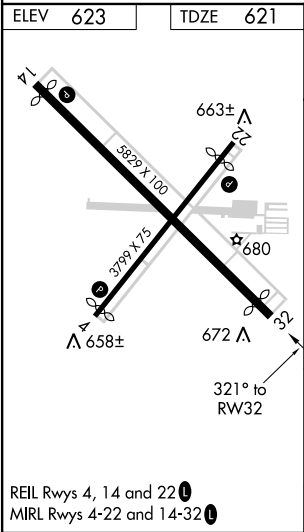 ELEV 623
TDZE 621
14
P
663±
22
5829 X 100
P
3799 X 75
680
P
4
658±
672
32
321° to
RW32
REIL Rwys 4, 14 and 22 L
MIRL Rwys 4-22 and 14-32 L